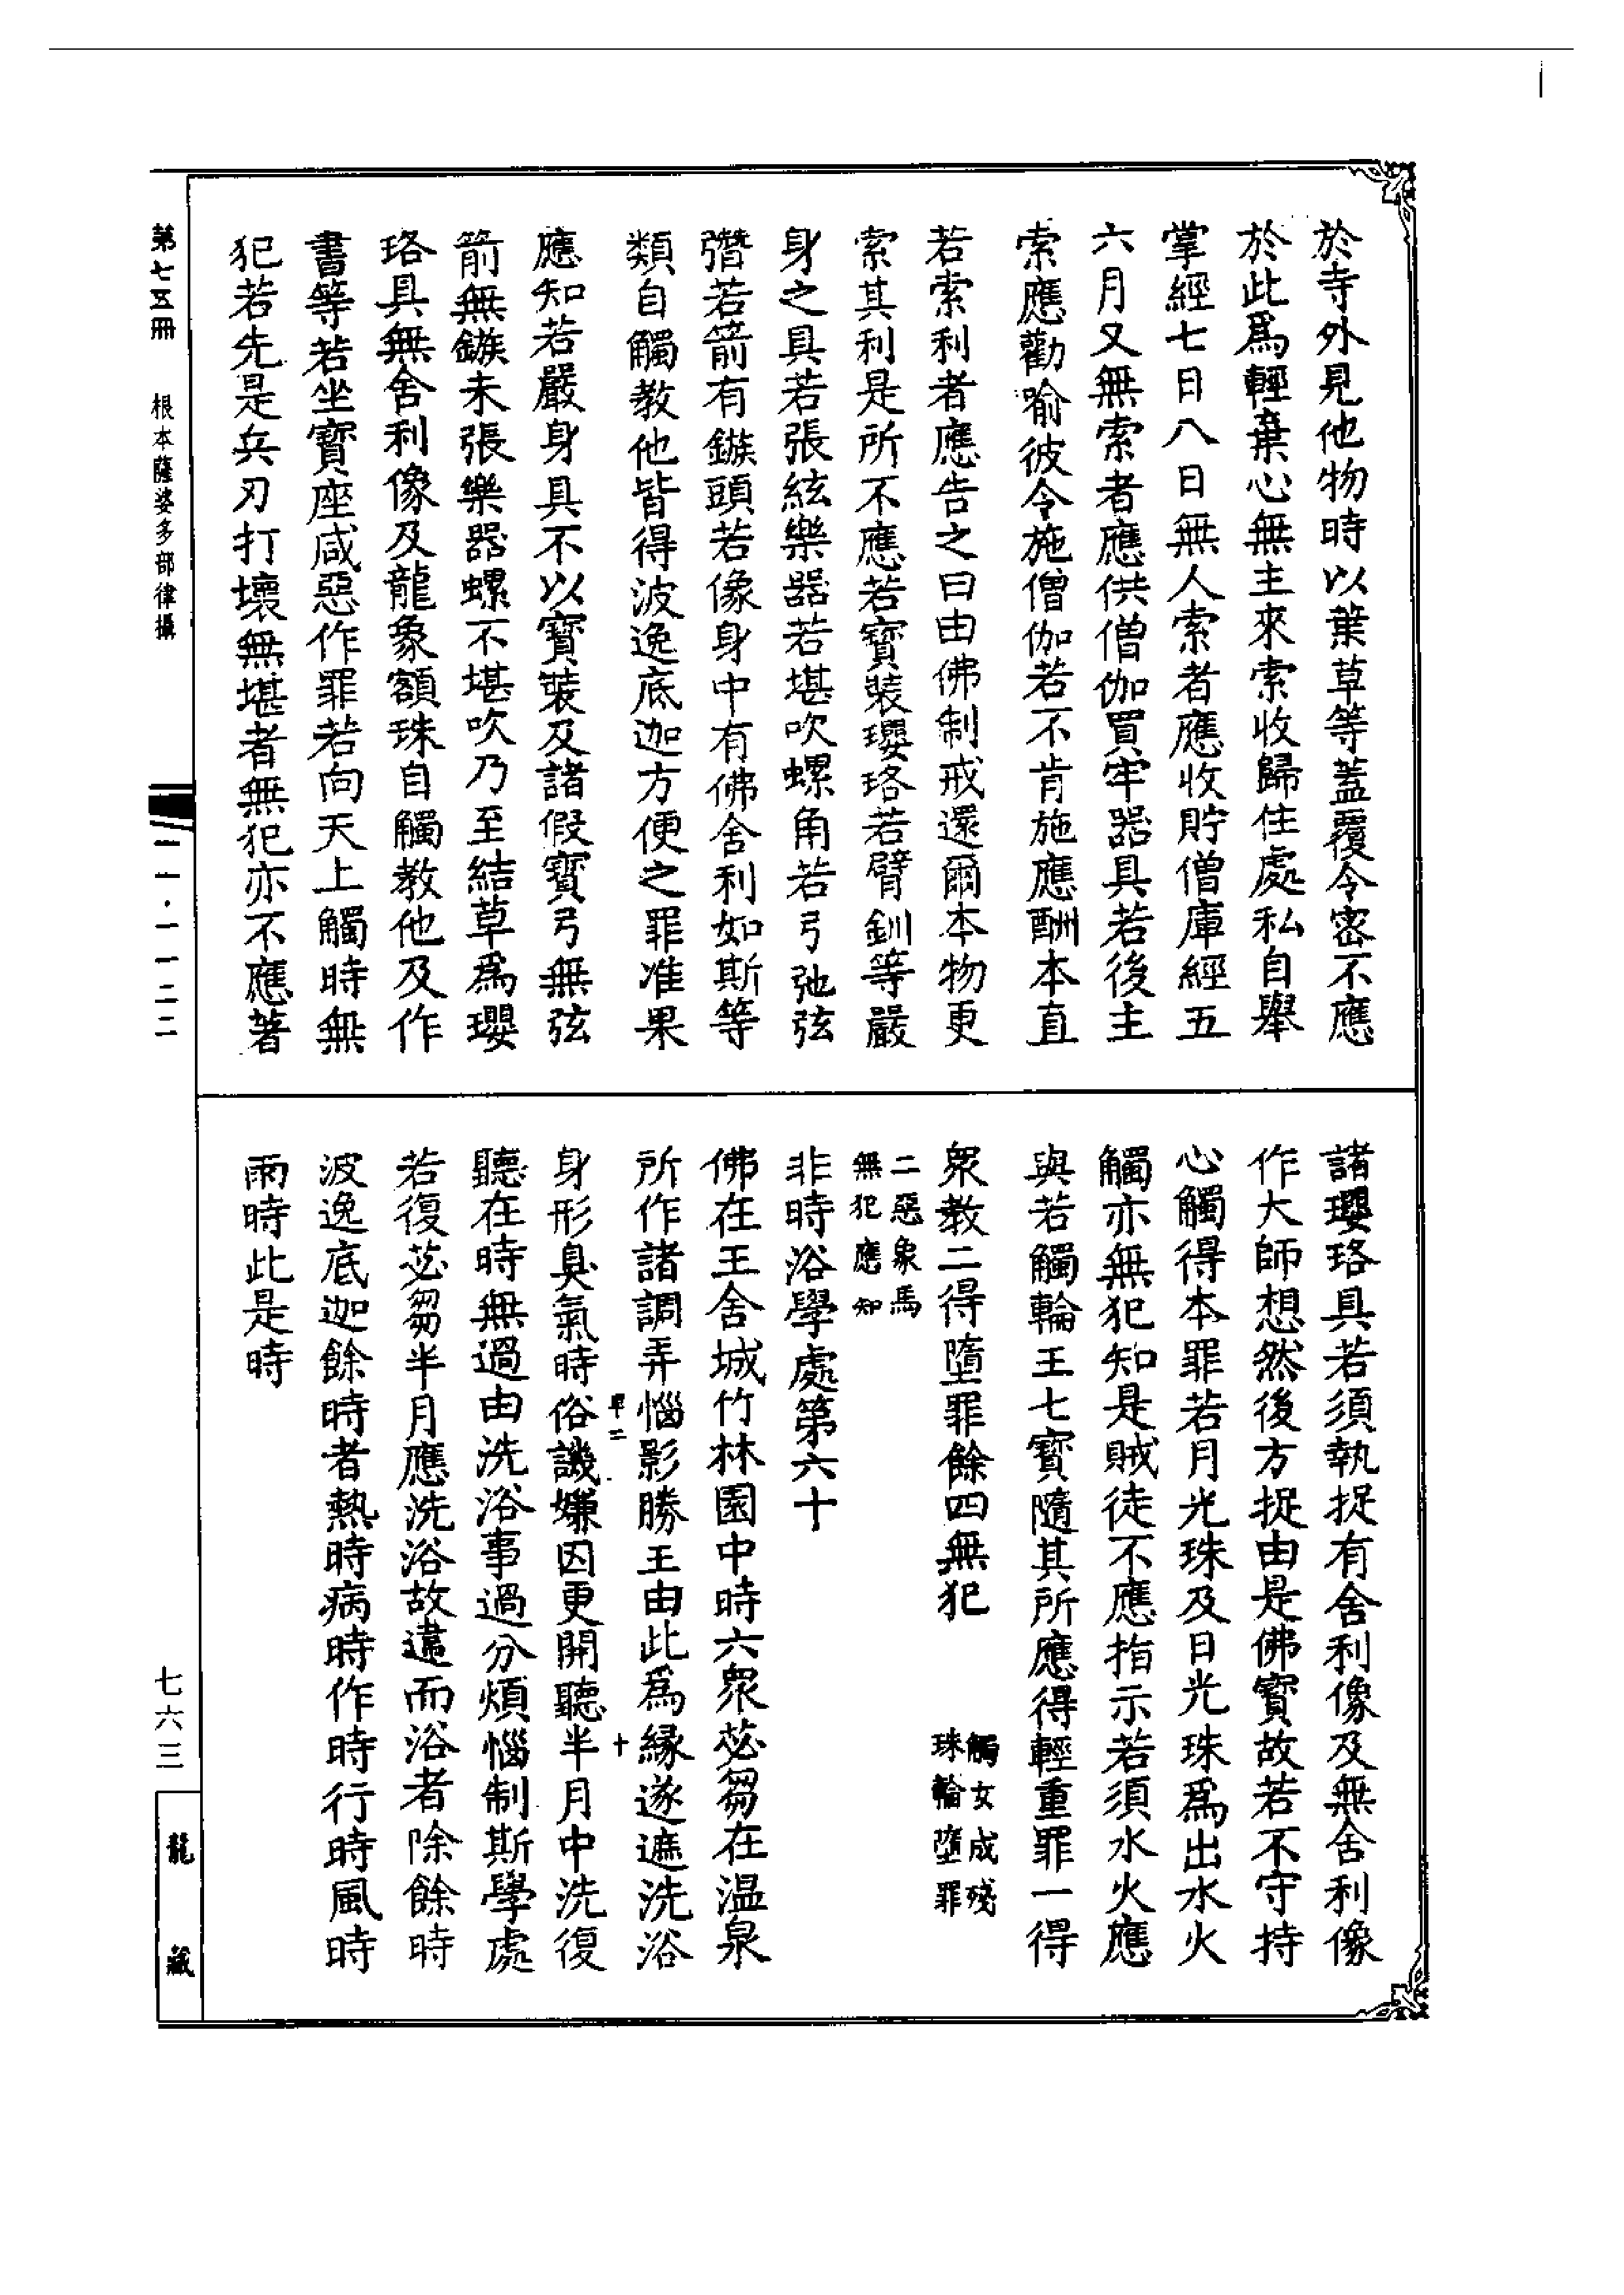 於寺外見他物時以葉草等蓋覆令密不應
於此爲輕棄心無主來索收歸住處私自舉
掌經七日八日無人索者應收貯僧庫經五
六月又無索者應供僧伽買牢器具若後主
索應勸喻彼令施僧伽若不肯施應酬本直
若索利者應告之曰由佛制戒還爾本物更
索其利是所不應若寶裝瓔珞若臂釧等嚴
身之具若張絃樂器若堪吹螺角若弓弛弦
彊若箭有鏃頭若像身中有佛舍利如斯等
類自觸教他皆得波逸底迦方便之罪准果
應知若嚴身具不以寶裝及諸假寶弓無弦
箭無鏃未張樂器螺不堪吹乃至結草爲瓔
珞具無舍利像及龍象額珠自觸教他及作
書等若坐寶座咸惡作罪若向天上觸時無
犯若先是兵刃打壞無堪者無犯亦不應著
諸瓔珞具若須執捉有舍利像及無舍利像
作大師想然後方捉由是佛寶故若不守持
心觸得本罪若月光珠及日光珠爲出水火
觸亦無犯知是賊徒不應指示若須水火應
與若觸輪王七寶隨其所應得輕重罪一得
衆教二得墮罪餘四無犯
觸女成殘
珠輪墮罪
二惡象馬
無犯應知
非時浴學處第六十
佛在王舍城竹林園中時六衆苾芻在温泉
所作諸調弄惱影勝王由此爲緣遂遮洗浴
十
身形臭氣時俗譏嫌因更開聽半月中洗復
聽在時無過由洗浴事過分煩惱制斯學處
若復苾芻半月應洗浴故違而浴者除餘時
波逸底迦餘時者熱時病時作時行時風時
雨時此是時
第七五冊
根本薩婆多部律攝
七六三
龍藏